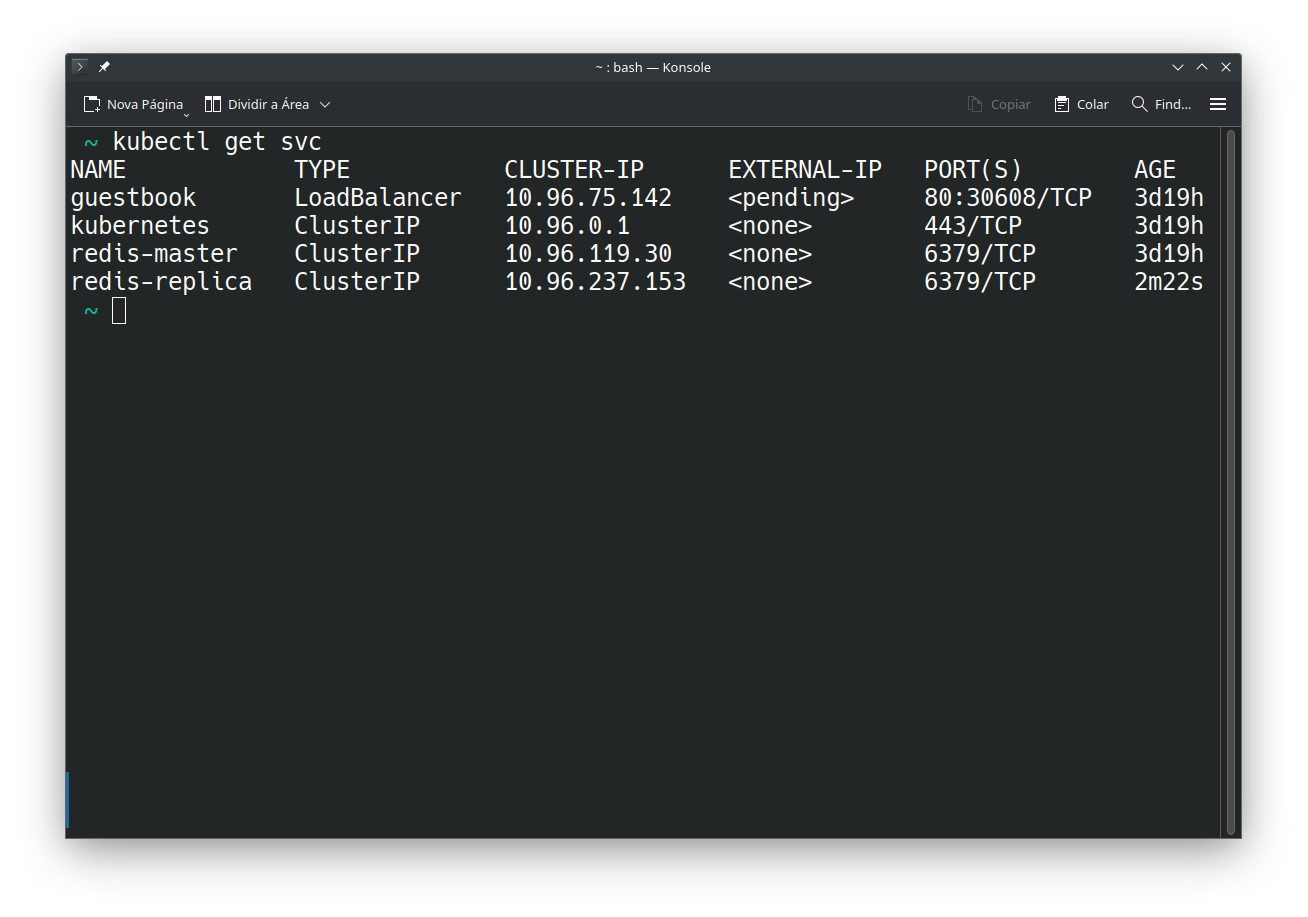 ~ : bash — Konsole
Nova Página Dividir a Área Copiar Colar Find...
~ kubectl get svc
NAME TYPE CLUSTER-IP EXTERNAL-IP PORT(S) AGE
guestbook LoadBalancer 10.96.75.142 <pending> 80:30608/TCP 3d19h
kubernetes ClusterIP 10.96.0.1 <none> 443/TCP 3d19h
redis-master ClusterIP 10.96.119.30 <none> 6379/TCP 3d19h
redis-replica ClusterIP 10.96.237.153 <none> 6379/TCP 2m22s
~